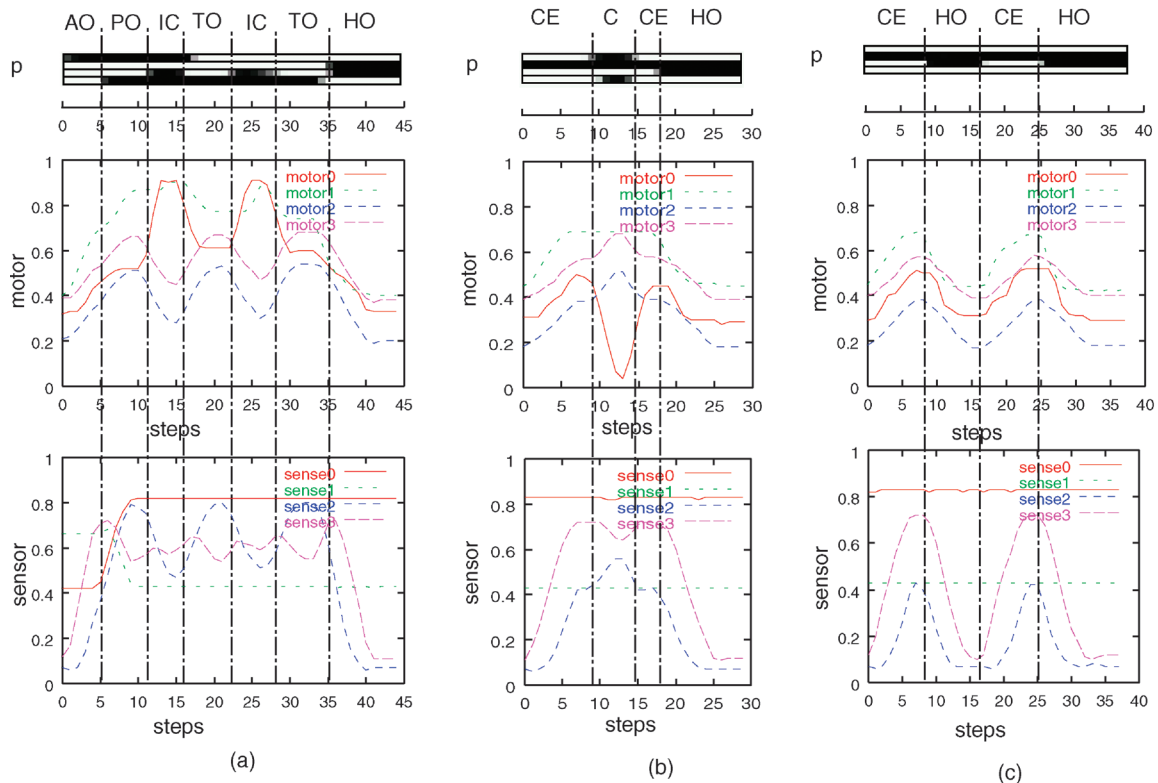 AO PO IC TO IC TO HO
p
0 5 10 15 20 25 30 35 40 45
1
0.8
0.6
0.4
0.2
0
motor
motor0
motor1
motor2
motor3
0 5 10 15 20 25 30 35 40 45
steps
1
0.8
0.6
0.4
0.2
0
sensor
sense0
sense1
sense2
sense3
0 5 10 15 20 25 30 35 40 45
steps
(a)
CE C CE HO
p
0 5 10 15 20 25 30
1
0.8
0.6
0.4
0.2
0
motor
motor0
motor1
motor2
motor3
0 5 10 15 20 25 30
steps
1
0.8
0.6
0.4
0.2
0
sensor
sense0
sense1
sense2
sense3
0 5 10 15 20 25 30
steps
(b)
CE HO CE HO
p
0 5 10 15 20 25 30 35 40
1
0.8
0.6
0.4
0.2
0
motor
motor0
motor1
motor2
motor3
0 5 10 15 20 25 30 35 40
steps
1
0.8
0.6
0.4
0.2
0
sensor
sense0
sense1
sense2
sense3
0 5 10 15 20 25 30 35 40
steps
(c)